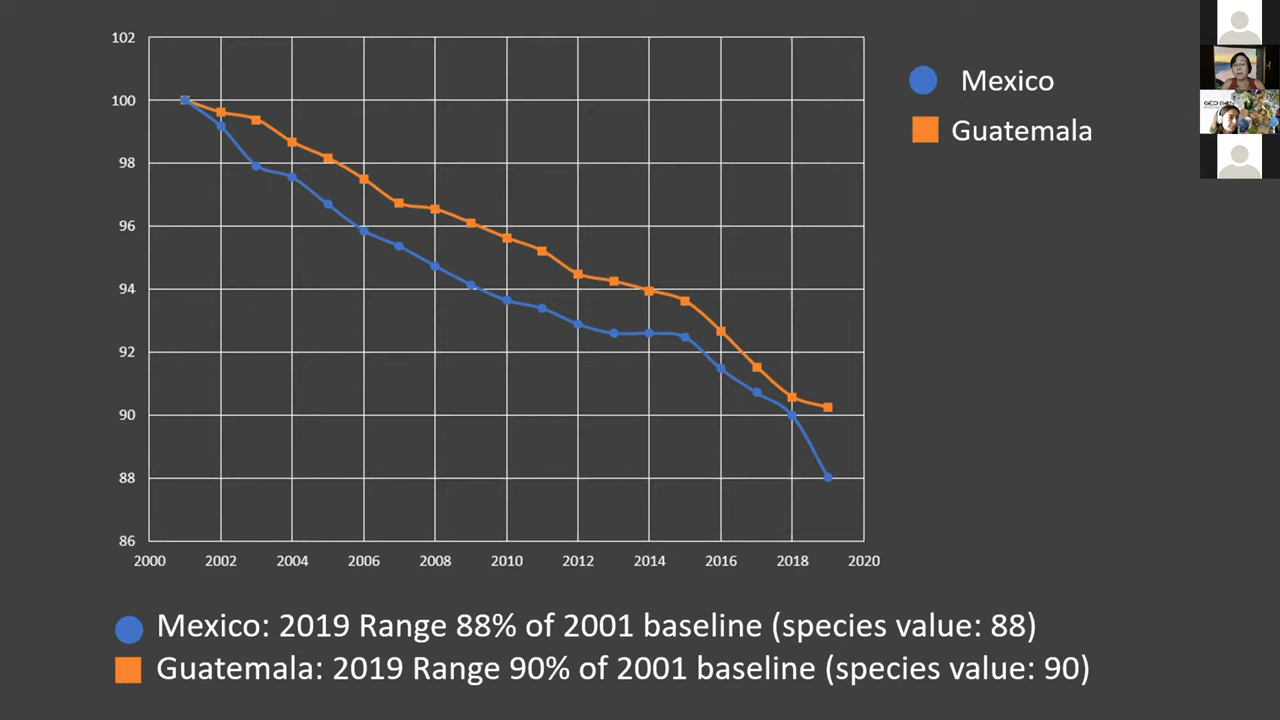 102
100
98
96
94
92
90
88
86
2000 2002 2004 2006 2008 2010 2012 2014 2016 2018 2020
Mexico
Guatemala
Mexico: 2019 Range 88% of 2001 baseline (species value: 88)
Guatemala: 2019 Range 90% of 2001 baseline (species value: 90)